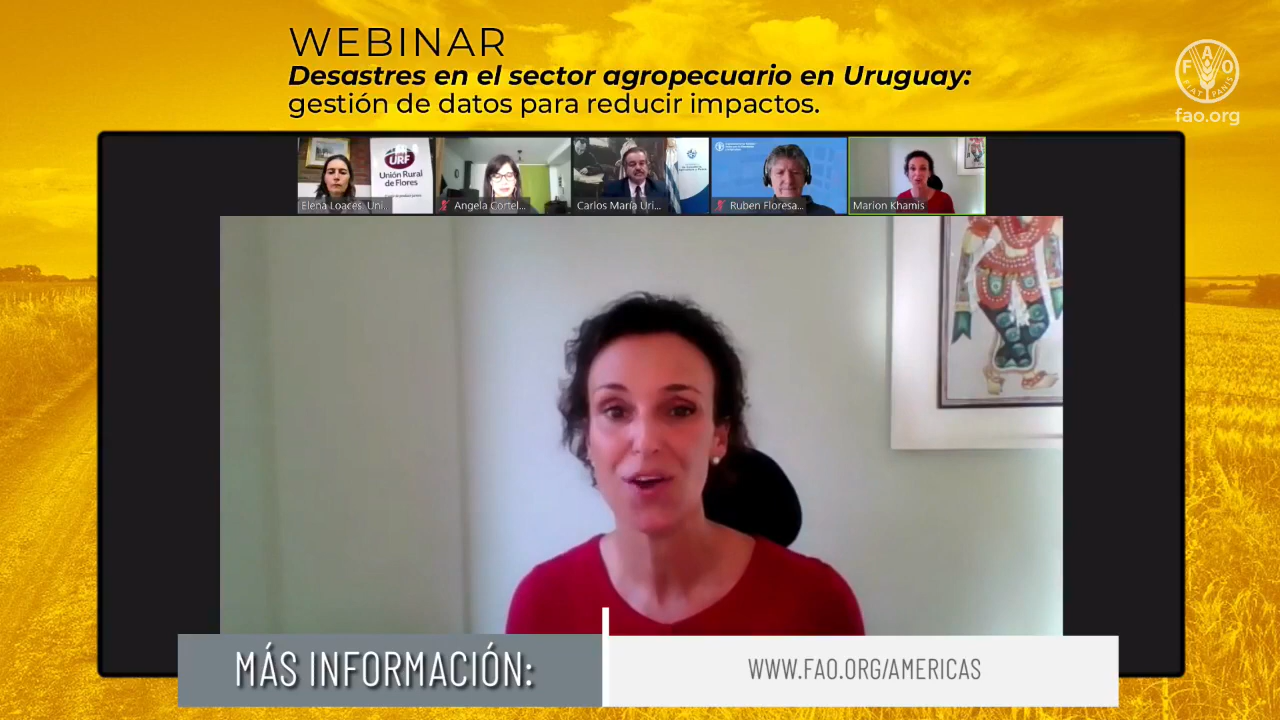 WEBINAR
Desastres en el sector agropecuario en Uruguay:
gestión de datos para reducir impactos.
FAO
FIAT PANIS
fao.org
URF
Unión Rural
de Flores
Elena Loaces. Uni...
Angela Cortel...
Carlos María Uri...
Ruben Floresa...
Marion Khamis
MÁS INFORMACIÓN:
WWW.FAO.ORG/AMERICAS